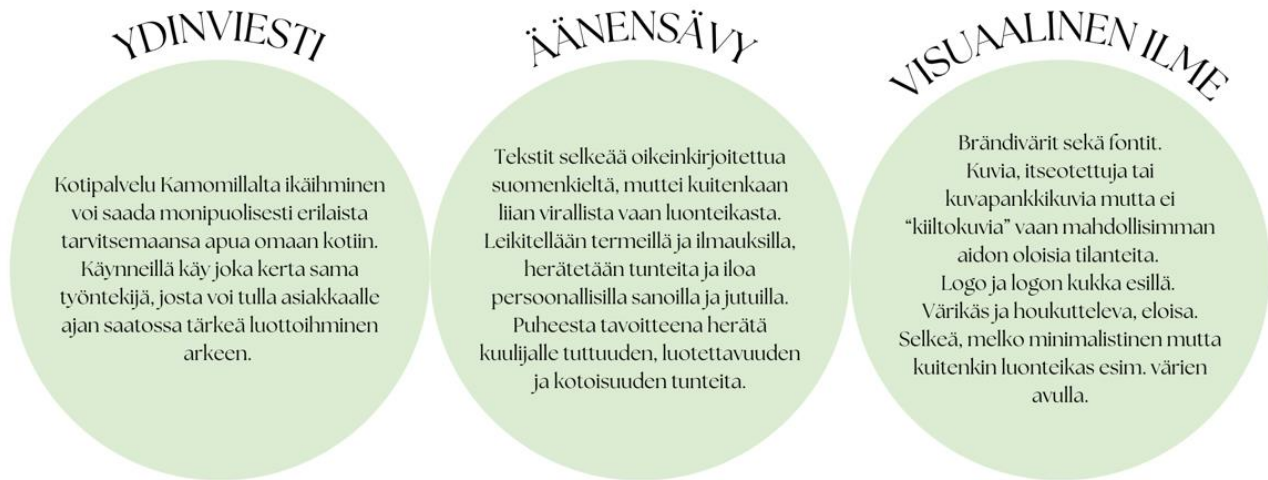 YDINVIESTI
Kotipalvelu Kamomillalta ikäihminen
voi saada monipuolisesti erilaista
tarvitsemaansa apua omaan kotiin.
Käynneillä käy joka kerta sama
työntekijä, josta voi tulla asiakkaalle
ajan saatossa tärkeä luottoihminen
arkeen.
ÄÄNENSÄVY
Tekstit selkeää oikeinkirjoitettua
suomenkieltä, muttei kuitenkaan
liian virallista vaan luonteikasta.
Leikitellään termeillä ja ilmauksilla,
herätetään tunteita ja iloa
persoonallisilla sanoilla ja jutuilla.
Puheesta tavoitteena herätä
kuulijalle tuttuuden, luotettavuuden
ja kotoisuuden tunteita.
VISUAALINEN ILME
Brändivärit sekä fontit.
Kuvia, itseotettuja tai
kuvapankkikuvia mutta ei
“kiiltokuvia” vaan mahdollisimman
aidon oloisia tilanteita.
Logo ja logon kukka esillä.
Värikäs ja houkutteleva, eloisa.
Selkeä, melko minimalistinen mutta
kuitenkin luonteikas esim. värien
avulla.